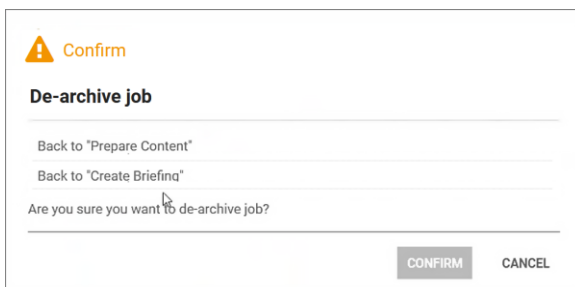 Confirm
De-archive job
Back to "Prepare Content"
Back to "Create Briefing"
Are you sure you want to de-archive job?
CONFIRM CANCEL